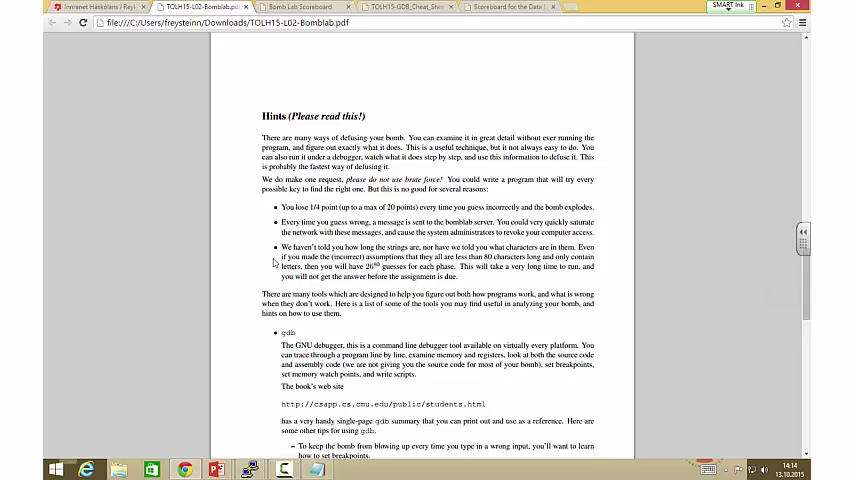 Innranet Háskólans í Reyk
TOLH15-L02-Bomblab.pdf
Bomb Lab Scoreboard
TOLH15-GDB_Cheat_Shee
Scoreboard for the Data l
SMART Ink
file:///C:/Users/freysteinn/Downloads/TOLH15-L02-Bomblab.pdf
Hints (Please read this!)
There are many ways of defusing your bomb. You can examine it in great detail without ever running the
program, and figure out exactly what it does. This is a useful technique, but it not always easy to do. You
can also run it under a debugger, watch what it does step by step, and use this information to defuse it. This
is probably the fastest way of defusing it.
We do make one request, please do not use brute force! You could write a program that will try every
possible key to find the right one. But this is no good for several reasons:
• You lose 1/4 point (up to a max of 20 points) every time you guess incorrectly and the bomb explodes.
• Every time you guess wrong, a message is sent to the bomblab server. You could very quickly saturate
the network with these messages, and cause the system administrators to revoke your computer access.
• We haven't told you how long the strings are, nor have we told you what characters are in them. Even
if you made the (incorrect) assumptions that they all are less than 80 characters long and only contain
letters, then you will have 26⁸⁰ guesses for each phase. This will take a very long time to run, and
you will not get the answer before the assignment is due.
There are many tools which are designed to help you figure out both how programs work, and what is wrong
when they don't work. Here is a list of some of the tools you may find useful in analyzing your bomb, and
hints on how to use them.
• gdb
The GNU debugger, this is a command line debugger tool available on virtually every platform. You
can trace through a program line by line, examine memory and registers, look at both the source code
and assembly code (we are not giving you the source code for most of your bomb), set breakpoints,
set memory watch points, and write scripts.
The book's web site
http://csapp.cs.cmu.edu/public/students.html
has a very handy single-page gdb summary that you can print out and use as a reference. Here are
some other tips for using gdb.
– To keep the bomb from blowing up every time you type in a wrong input, you'll want to learn
how to set breakpoints.
14:14
13.10.2015